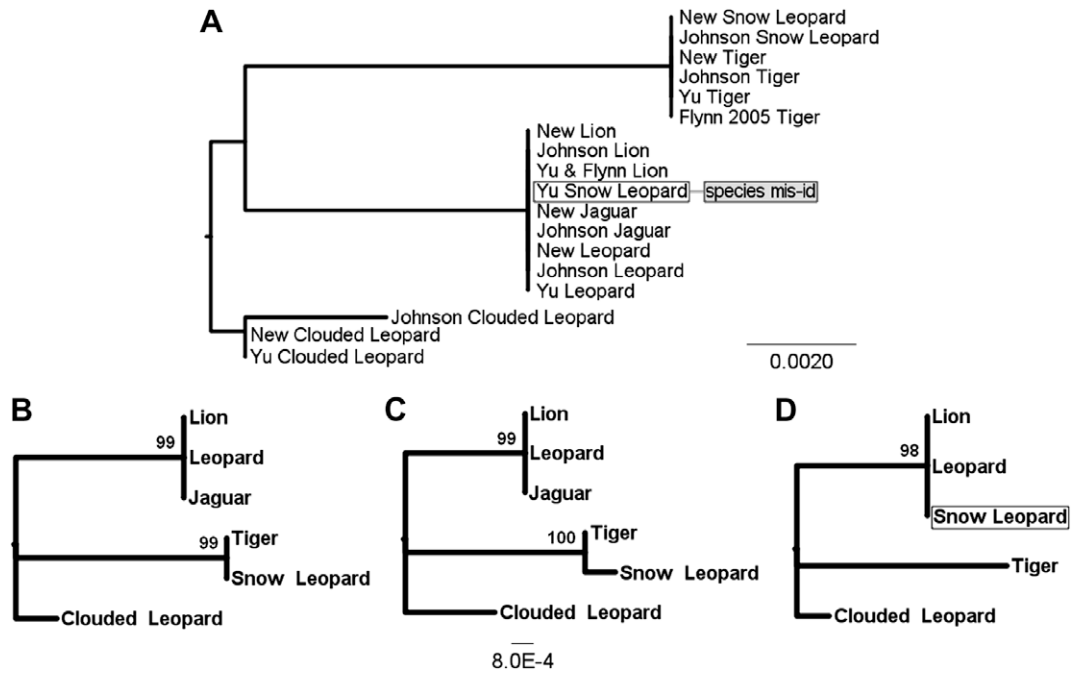 A
New Snow Leopard
Johnson Snow Leopard
New Tiger
Johnson Tiger
Yu Tiger
Flynn 2005 Tiger
New Lion
Johnson Lion
Yu & Flynn Lion
Yu Snow Leopard species mis-id
New Jaguar
Johnson Jaguar
New Leopard
Johnson Leopard
Yu Leopard
Johnson Clouded Leopard
New Clouded Leopard
Yu Clouded Leopard
0.0020
B
Lion
99
Leopard
Jaguar
Tiger
99
Snow Leopard
Clouded Leopard
C
Lion
99
Leopard
Jaguar
Tiger
100
Snow Leopard
Clouded Leopard
8.0E-4
D
Lion
98
Leopard
Snow Leopard
Tiger
Clouded Leopard